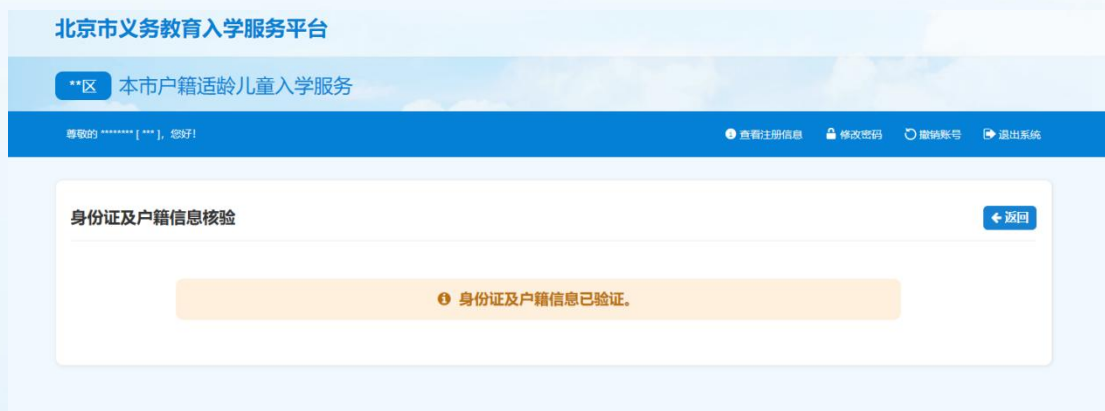 北京市义务教育入学服务平台
**区 本市户籍适龄儿童入学服务
尊敬的 ******** [ *** ]，您好！ 查看注册信息 修改密码 撤销账号 退出系统
身份证及户籍信息核验 返回
身份证及户籍信息已验证。